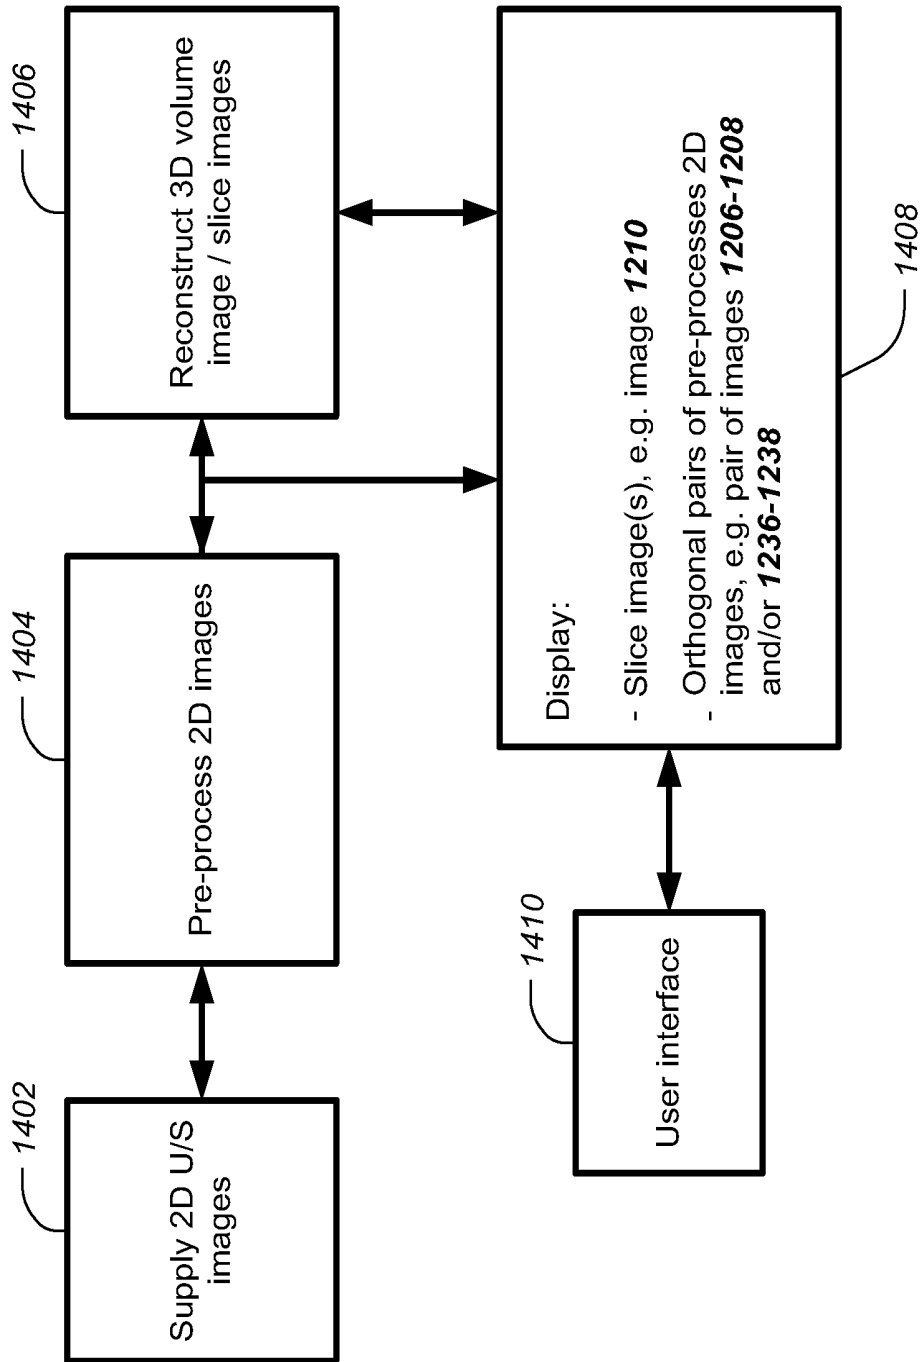 1402
Supply 2D U/S
images
1404
Pre-process 2D images
1406
Reconstruct 3D volume
image / slice images
1410
User interface
Display:
- Slice image(s), e.g. image 1210
- Orthogonal pairs of pre-processes 2D
images, e.g. pair of images 1206-1208
and/or 1236-1238
1408